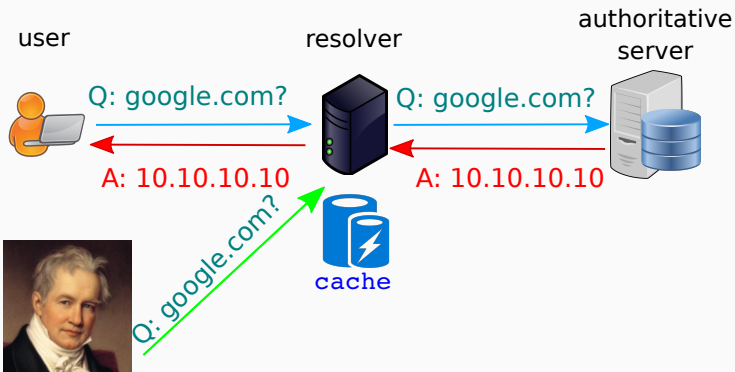 user
resolver
authoritative
server
Q: google.com?
Q: google.com?
A: 10.10.10.10
A: 10.10.10.10
Q: google.com?
cache